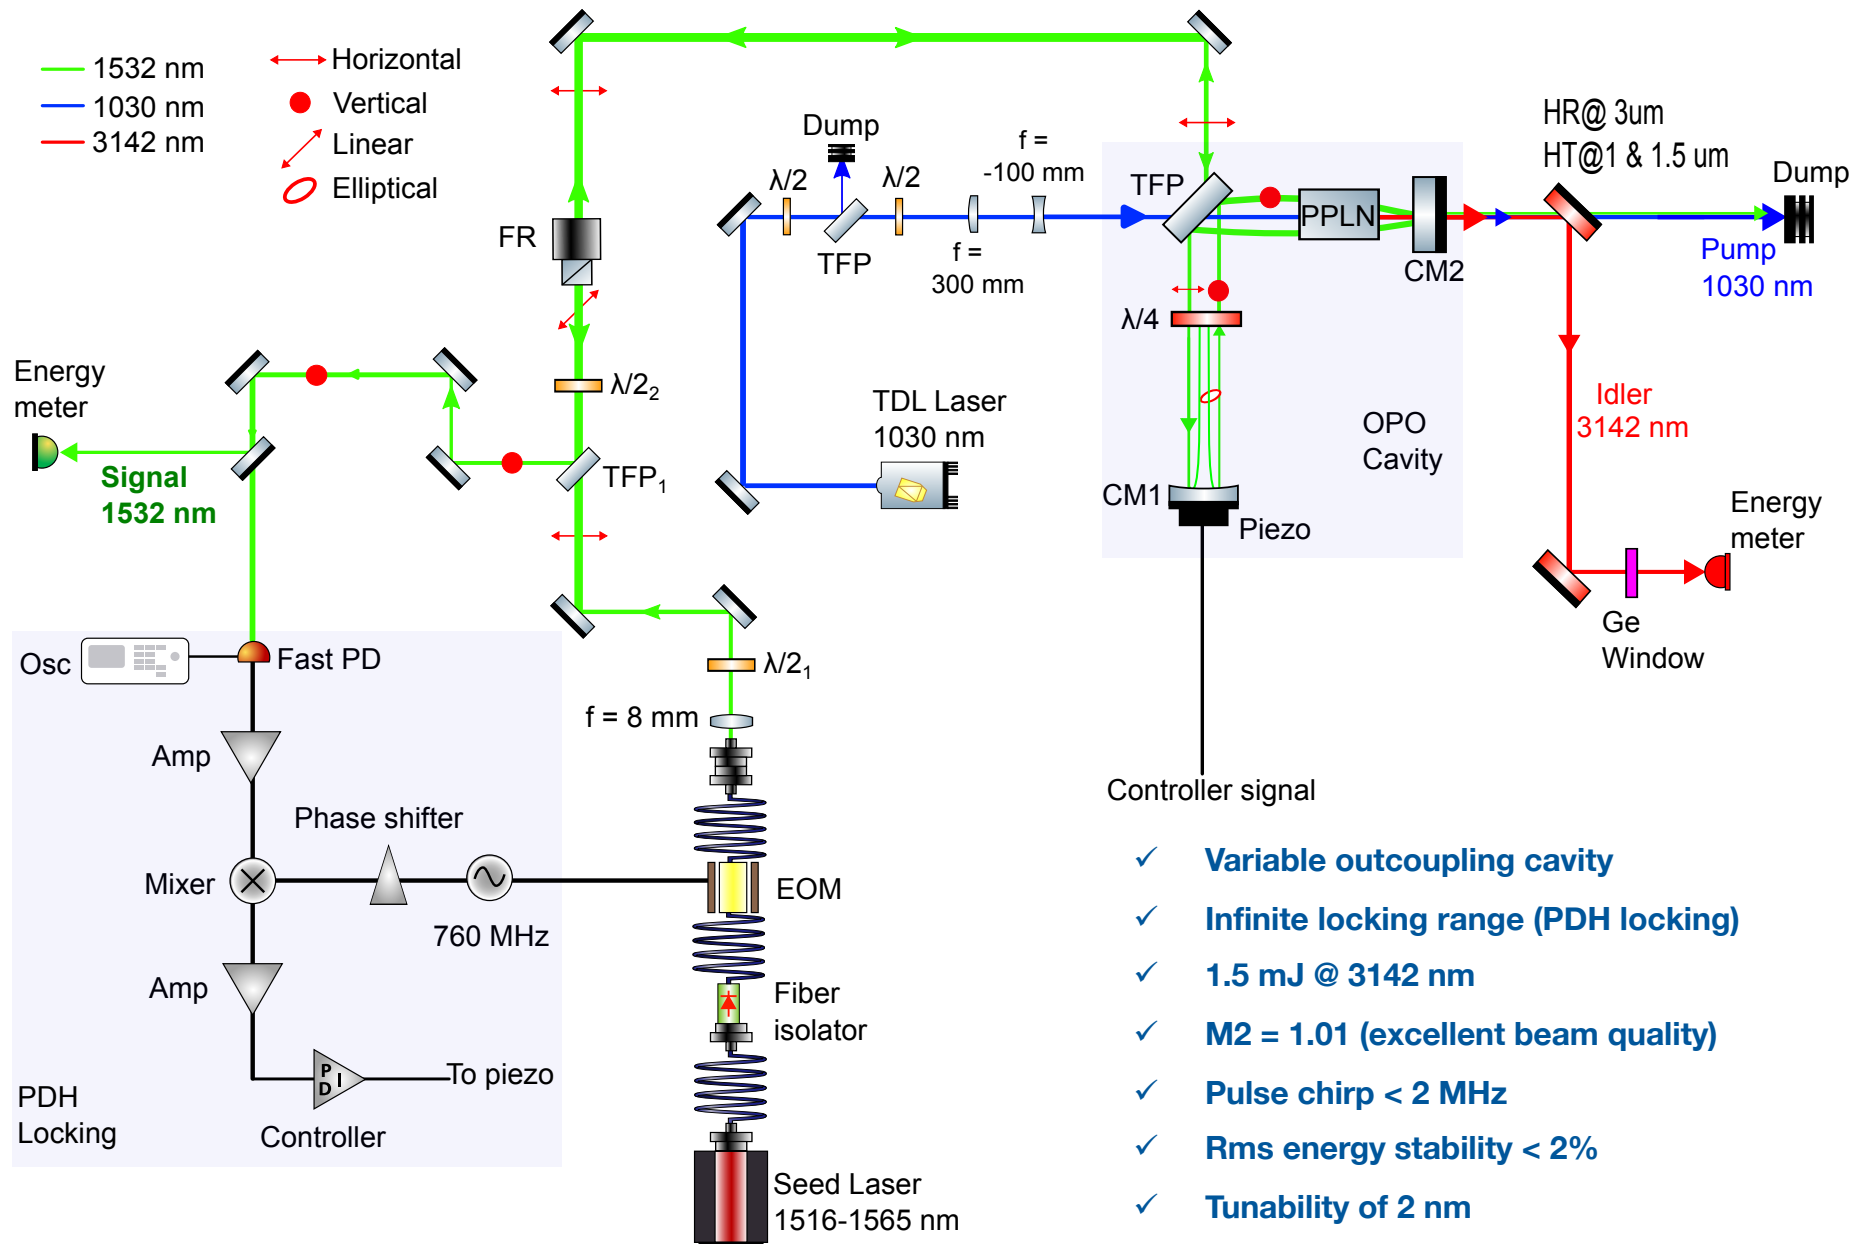 1532 nm
1030 nm
3142 nm
Horizontal
Vertical
Linear
Elliptical
Dump
λ/2
λ/2
TFP
f =
300 mm
f =
-100 mm
FR
λ/2₂
TFP₁
Energy
meter
Signal
1532 nm
TDL Laser
1030 nm
TFP
PPLN
CM2
λ/4
CM1
Piezo
OPO
Cavity
HR@ 3um
HT@1 & 1.5 um
Dump
Pump
1030 nm
Idler
3142 nm
Energy
meter
Ge
Window
Controller signal
Osc
Fast PD
Amp
Phase shifter
Mixer
760 MHz
Amp
To piezo
PDH
Locking
P
I
D
Controller
λ/2₁
f = 8 mm
EOM
Fiber
isolator
Seed Laser
1516-1565 nm
✓ Variable outcoupling cavity
✓ Infinite locking range (PDH locking)
✓ 1.5 mJ @ 3142 nm
✓ M2 = 1.01 (excellent beam quality)
✓ Pulse chirp < 2 MHz
✓ Rms energy stability < 2%
✓ Tunability of 2 nm